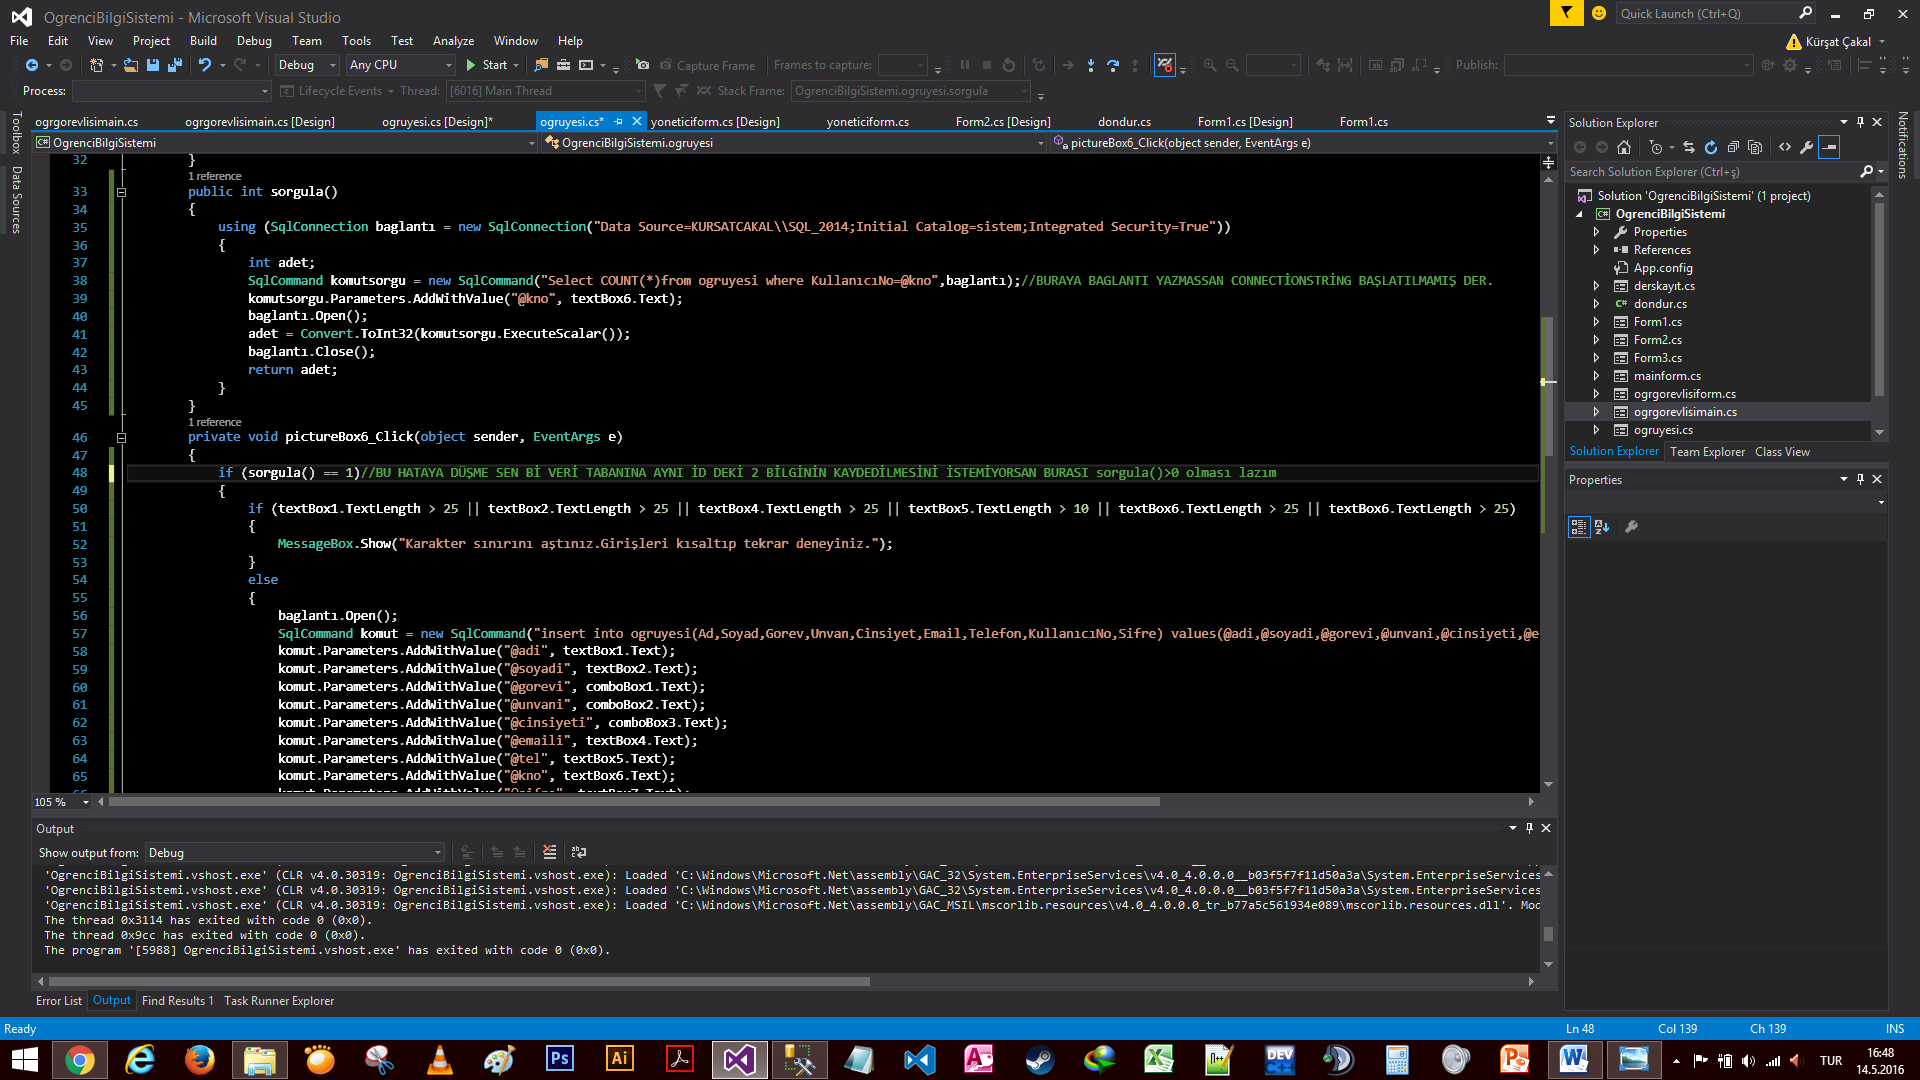 OgrenciBilgiSistemi - Microsoft Visual Studio
Quick Launch (Ctrl+Q)
File Edit View Project Build Debug Team Tools Test Analyze Window Help
Kürşat Çakal
Debug Any CPU Start Capture Frame Frames to capture: Publish:
Process: Lifecycle Events Thread: [6016] Main Thread Stack Frame: OgrenciBilgiSistemi.ogruyesi.sorgula
Toolbox
Data Sources
Notifications
ogrgorevlisimain.cs ogrgorevlisimain.cs [Design] ogruyesi.cs [Design]* ogruyesi.cs* yoneticiform.cs [Design] yoneticiform.cs Form2.cs [Design] dondur.cs Form1.cs [Design] Form1.cs
OgrenciBilgiSistemi OgrenciBilgiSistemi.ogruyesi pictureBox6_Click(object sender, EventArgs e)
32 }
1 reference
33 public int sorgula()
34 {
35 using (SqlConnection baglantı = new SqlConnection("Data Source=KURSATCAKAL\\SQL_2014;Initial Catalog=sistem;Integrated Security=True"))
36 {
37 int adet;
38 SqlCommand komutsorgu = new SqlCommand("Select COUNT(*)from ogruyesi where KullanıcıNo=@kno",baglantı);//BURAYA BAGLANTI YAZMASSAN CONNECTİONSTRİNG BAŞLATILMAMIŞ DER.
39 komutsorgu.Parameters.AddWithValue("@kno", textBox6.Text);
40 baglantı.Open();
41 adet = Convert.ToInt32(komutsorgu.ExecuteScalar());
42 baglantı.Close();
43 return adet;
44 }
45 }
1 reference
46 private void pictureBox6_Click(object sender, EventArgs e)
47 {
48 if (sorgula() == 1)//BU HATAYA DÜŞME SEN Bİ VERİ TABANINA AYNI İD DEKİ 2 BİLGİNİN KAYDEDİLMESİNİ İSTEMİYORSAN BURASI sorgula()>0 olması lazım
49 {
50 if (textBox1.TextLength > 25 || textBox2.TextLength > 25 || textBox4.TextLength > 25 || textBox5.TextLength > 10 || textBox6.TextLength > 25 || textBox6.TextLength > 25)
51 {
52 MessageBox.Show("Karakter sınırını aştınız.Girişleri kısaltıp tekrar deneyiniz.");
53 }
54 else
55 {
56 baglantı.Open();
57 SqlCommand komut = new SqlCommand("insert into ogruyesi(Ad,Soyad,Gorev,Unvan,Cinsiyet,Email,Telefon,KullanıcıNo,Sifre) values(@adi,@soyadi,@gorevi,@unvani,@cinsiyeti,@e
58 komut.Parameters.AddWithValue("@adi", textBox1.Text);
59 komut.Parameters.AddWithValue("@soyadi", textBox2.Text);
60 komut.Parameters.AddWithValue("@gorevi", comboBox1.Text);
61 komut.Parameters.AddWithValue("@unvani", comboBox2.Text);
62 komut.Parameters.AddWithValue("@cinsiyeti", comboBox3.Text);
63 komut.Parameters.AddWithValue("@emaili", textBox4.Text);
64 komut.Parameters.AddWithValue("@tel", textBox5.Text);
65 komut.Parameters.AddWithValue("@kno", textBox6.Text);
105 %
Output
Show output from: Debug
'OgrenciBilgiSistemi.vshost.exe' (CLR v4.0.30319: OgrenciBilgiSistemi.vshost.exe): Loaded 'C:\Windows\Microsoft.Net\assembly\GAC_32\System.EnterpriseServices\v4.0_4.0.0.0__b03f5f7f11d50a3a\System.EnterpriseServices
'OgrenciBilgiSistemi.vshost.exe' (CLR v4.0.30319: OgrenciBilgiSistemi.vshost.exe): Loaded 'C:\Windows\Microsoft.Net\assembly\GAC_32\System.EnterpriseServices\v4.0_4.0.0.0__b03f5f7f11d50a3a\System.EnterpriseServices
'OgrenciBilgiSistemi.vshost.exe' (CLR v4.0.30319: OgrenciBilgiSistemi.vshost.exe): Loaded 'C:\Windows\Microsoft.Net\assembly\GAC_MSIL\mscorlib.resources\v4.0_4.0.0.0_tr_b77a5c561934e089\mscorlib.resources.dll'. Mod
The thread 0x3114 has exited with code 0 (0x0).
The thread 0x9cc has exited with code 0 (0x0).
The program '[5988] OgrenciBilgiSistemi.vshost.exe' has exited with code 0 (0x0).
Error List Output Find Results 1 Task Runner Explorer
Solution Explorer
Search Solution Explorer (Ctrl+ş)
Solution 'OgrenciBilgiSistemi' (1 project)
OgrenciBilgiSistemi
Properties
References
App.config
derskayıt.cs
dondur.cs
Form1.cs
Form2.cs
Form3.cs
mainform.cs
ogrgorevlisiform.cs
ogrgorevlisimain.cs
ogruyesi.cs
Solution Explorer Team Explorer Class View
Properties
Ready Ln 48 Col 139 Ch 139 INS
Ps Ai DEV
TUR 16:48
14.5.2016